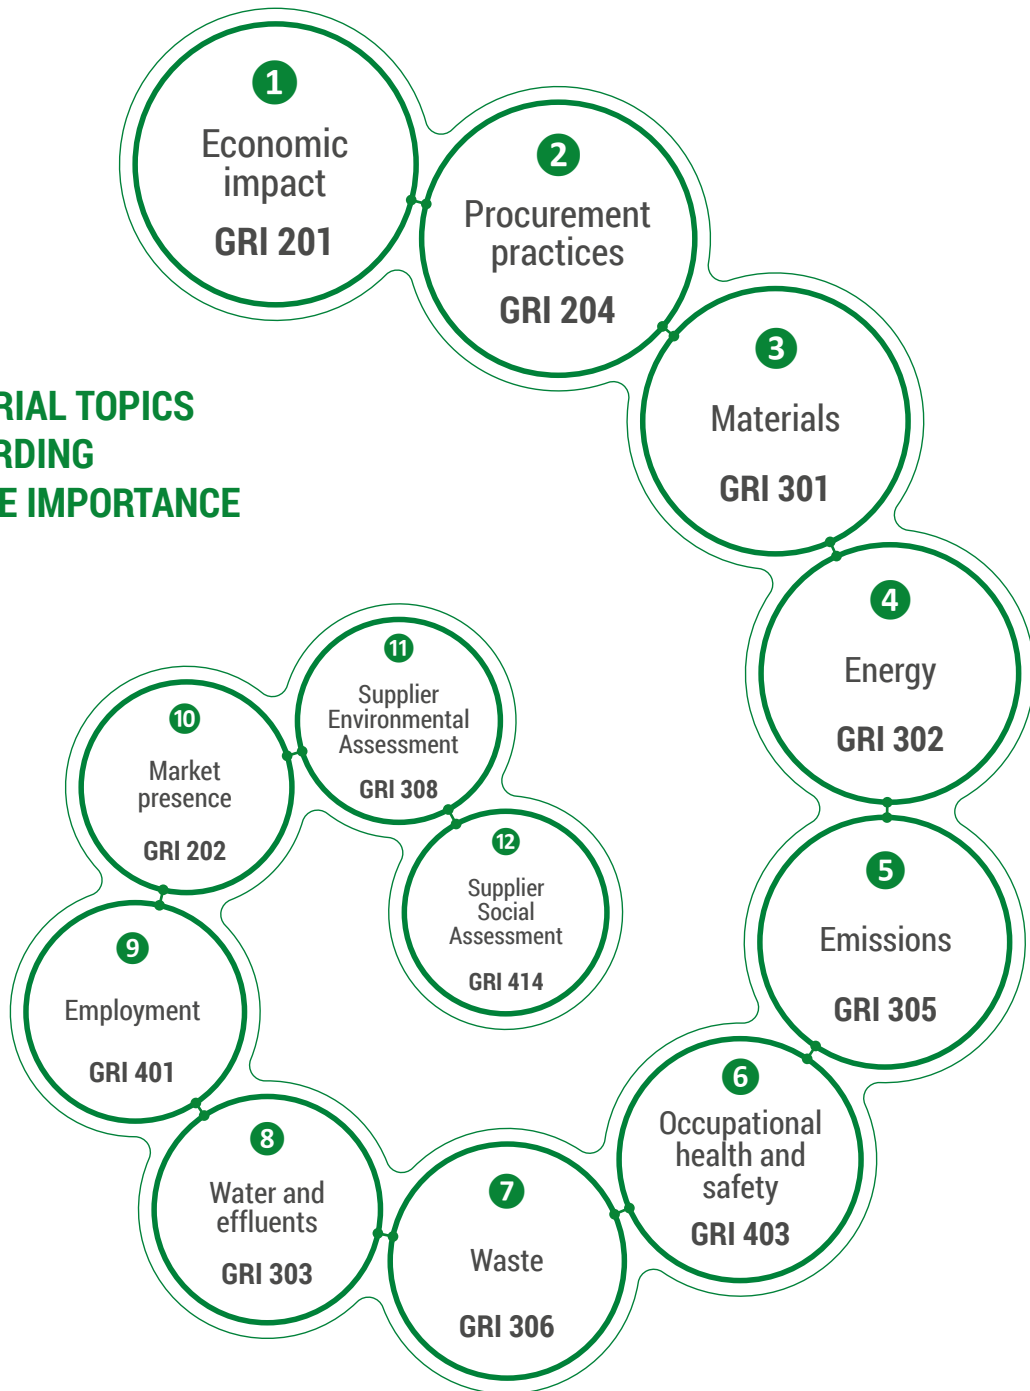 1
Economic
impact
GRI 201
2
Procurement
practices
GRI 204
3
Materials
GRI 301
RIAL TOPICS
RDING
E IMPORTANCE
4
Energy
GRI 302
5
Emissions
GRI 305
6
Occupational
health and
safety
GRI 403
7
Waste
GRI 306
8
Water and
effluents
GRI 303
9
Employment
GRI 401
10
Market
presence
GRI 202
11
Supplier
Environmental
Assessment
GRI 308
12
Supplier
Social
Assessment
GRI 414